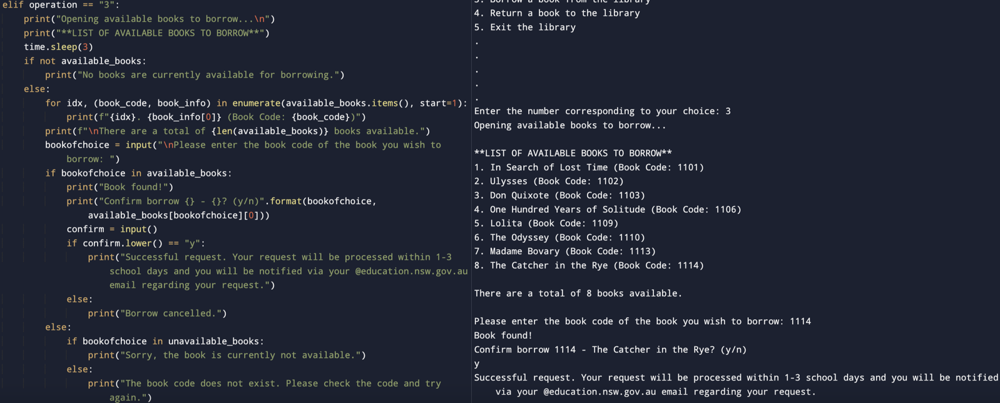 elif operation == "3":
print("Opening available books to borrow...\n")
print("**LIST OF AVAILABLE BOOKS TO BORROW**")
time.sleep(3)
if not available_books:
print("No books are currently available for borrowing.")
else:
for idx, (book_code, book_info) in enumerate(available_books.items(), start=1):
print(f"{idx}. {book_info[0]} (Book Code: {book_code})")
print(f"\nThere are a total of {len(available_books)} books available.")
bookofchoice = input("\nPlease enter the book code of the book you wish to
borrow: ")
if bookofchoice in available_books:
print("Book found!")
print("Confirm borrow {} - {}? (y/n)".format(bookofchoice,
available_books[bookofchoice][0]))
confirm = input()
if confirm.lower() == "y":
print("Successful request. Your request will be processed within 1-3
school days and you will be notified via your @education.nsw.gov.au
email regarding your request.")
else:
print("Borrow cancelled.")
else:
if bookofchoice in unavailable_books:
print("Sorry, the book is currently not available.")
else:
print("The book code does not exist. Please check the code and try
again.")
3. Borrow a book from the library
4. Return a book to the library
5. Exit the library
.
.
.
.
.
Enter the number corresponding to your choice: 3
Opening available books to borrow...
**LIST OF AVAILABLE BOOKS TO BORROW**
1. In Search of Lost Time (Book Code: 1101)
2. Ulysses (Book Code: 1102)
3. Don Quixote (Book Code: 1103)
4. One Hundred Years of Solitude (Book Code: 1106)
5. Lolita (Book Code: 1109)
6. The Odyssey (Book Code: 1110)
7. Madame Bovary (Book Code: 1113)
8. The Catcher in the Rye (Book Code: 1114)
There are a total of 8 books available.
Please enter the book code of the book you wish to borrow: 1114
Book found!
Confirm borrow 1114 - The Catcher in the Rye? (y/n)
y
Successful request. Your request will be processed within 1-3 school days and you will be notified
via your @education.nsw.gov.au email regarding your request.